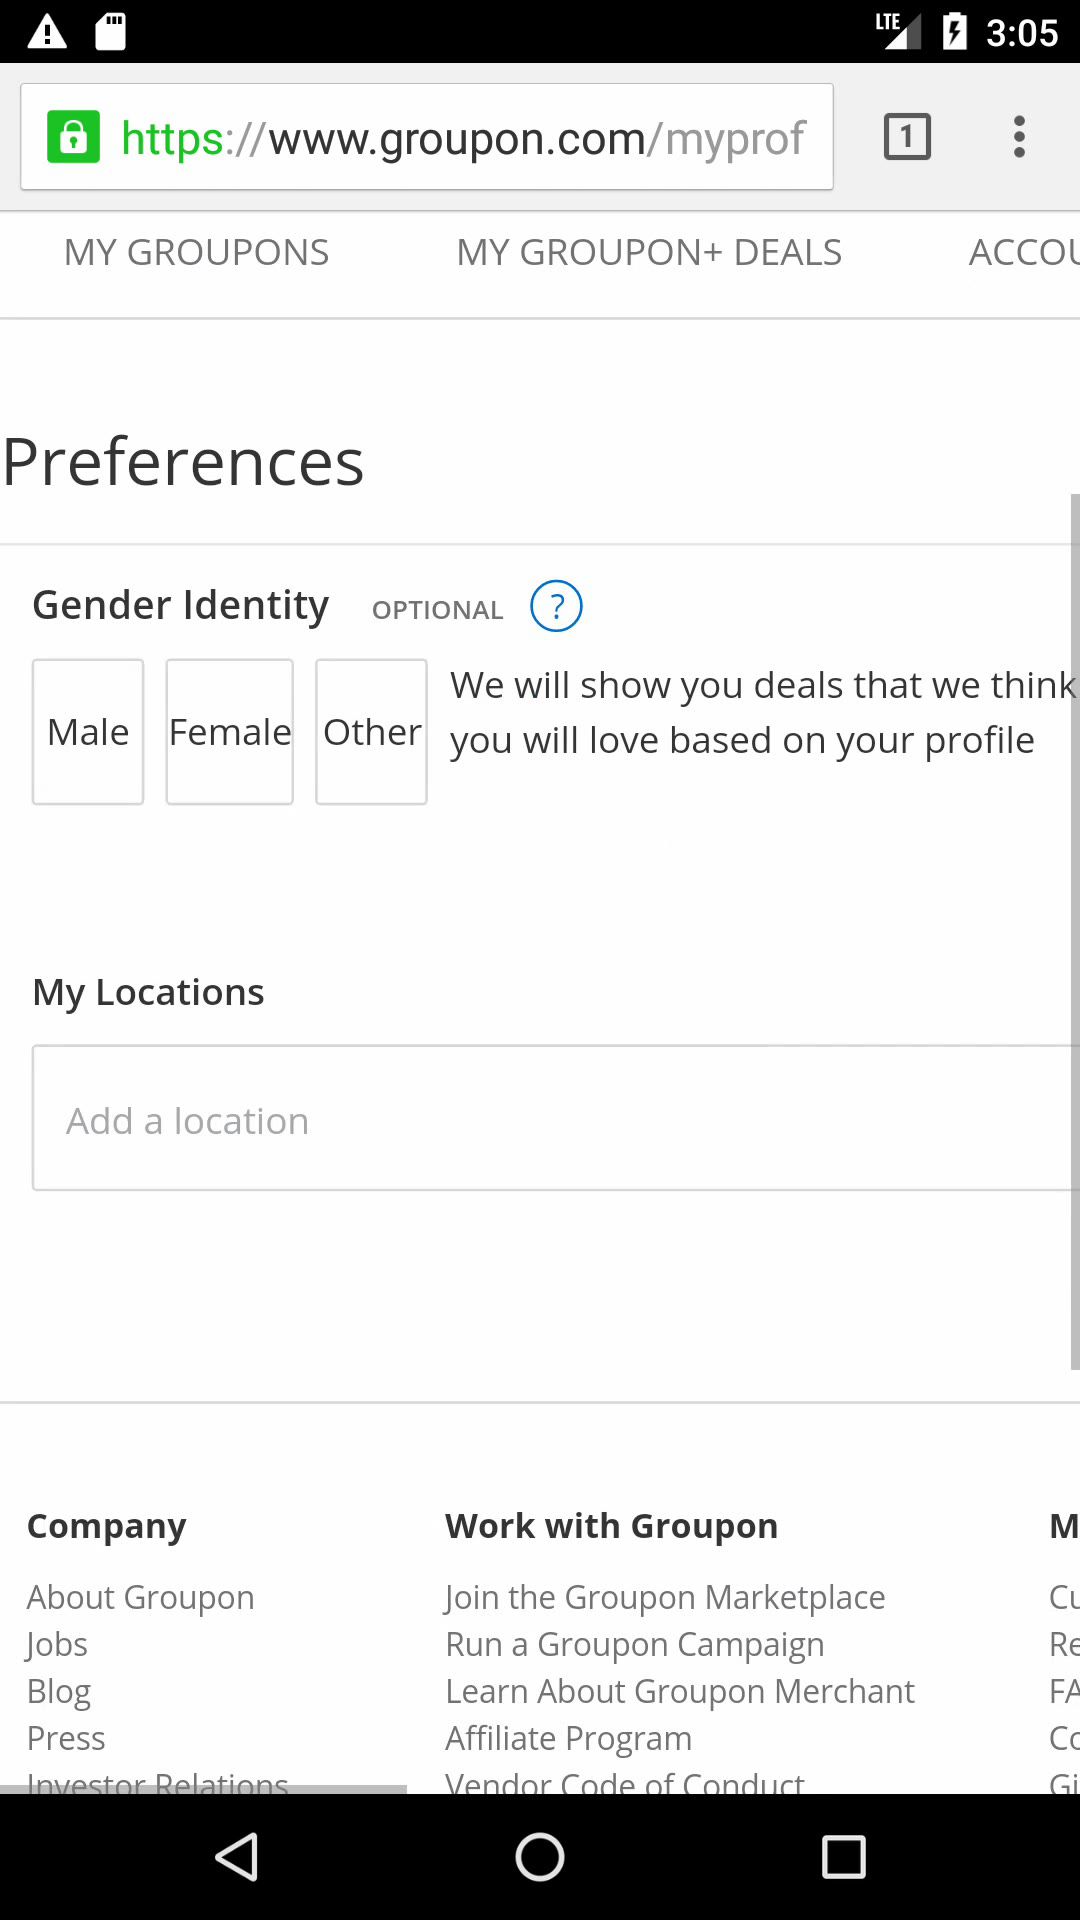 LTE 3:05
https://www.groupon.com/myprof 1
MY GROUPONS MY GROUPON+ DEALS ACCOU
Preferences
Gender Identity OPTIONAL ?
Male Female Other
We will show you deals that we think
you will love based on your profile
My Locations
Add a location
Company
About Groupon
Jobs
Blog
Press
Investor Relations
Work with Groupon
Join the Groupon Marketplace
Run a Groupon Campaign
Learn About Groupon Merchant
Affiliate Program
Vendor Code of Conduct
M
Cu
Re
FA
Co
Gi